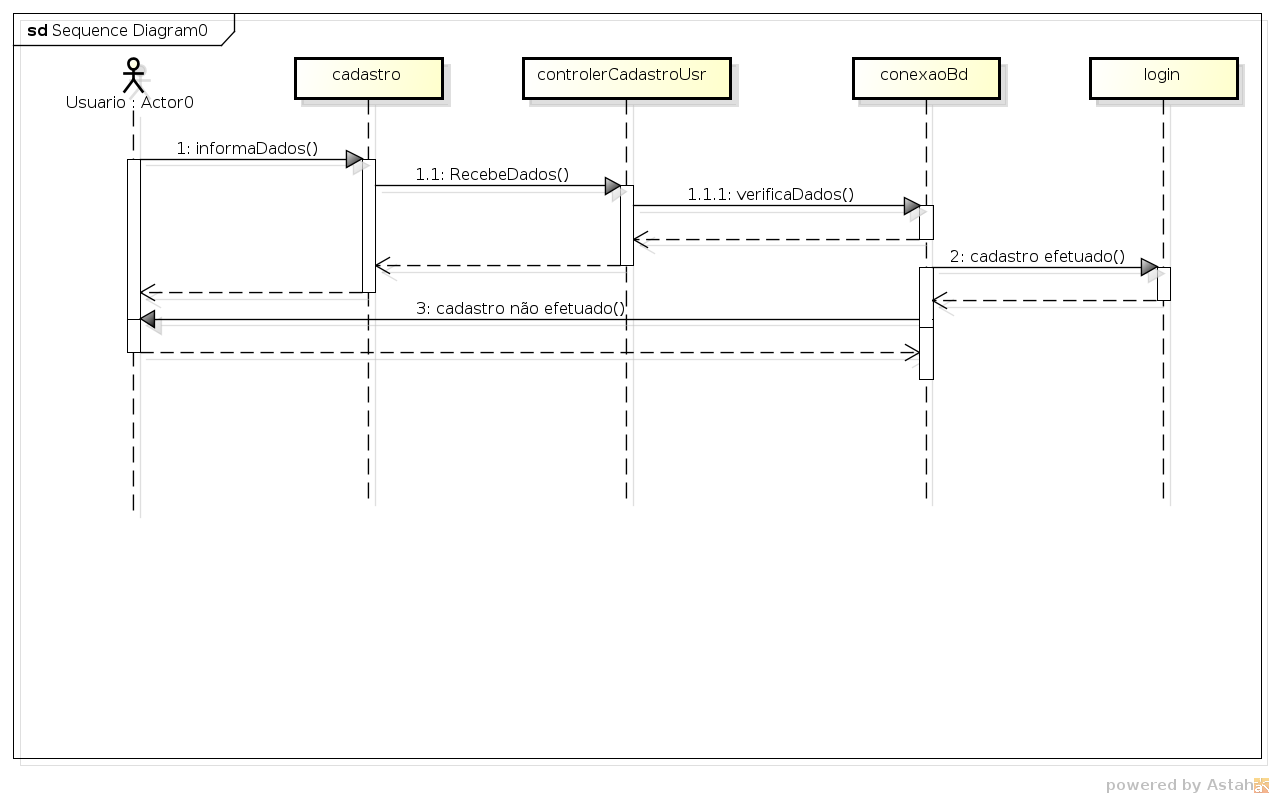 sd Sequence Diagram0
Usuario : Actor0
cadastro
controlerCadastroUsr
conexaoBd
login
1: informaDados()
1.1: RecebeDados()
1.1.1: verificaDados()
2: cadastro efetuado()
3: cadastro não efetuado()
powered by Astah